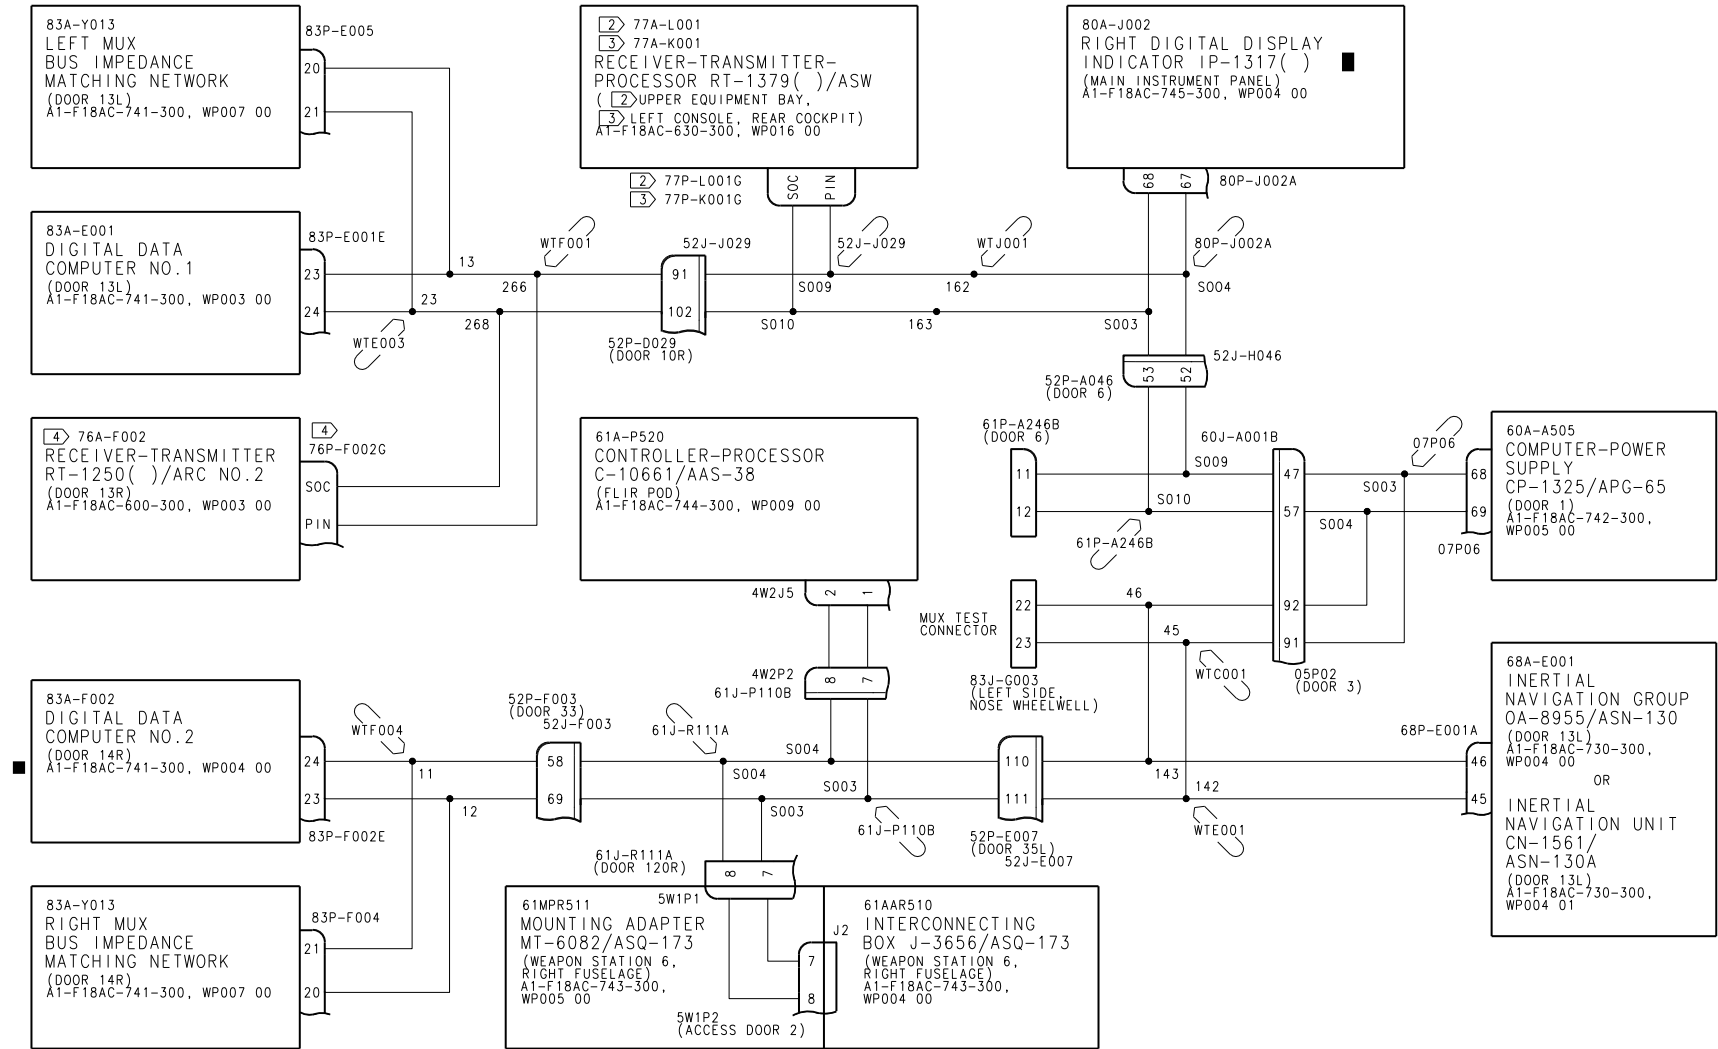 83A-Y013
LEFT MUX
BUS IMPEDANCE
MATCHING NETWORK
(DOOR 13L)
A1-F18AC-741-300, WP007 00
83P-E005
20
21
2 77A-L001
3 77A-K001
RECEIVER-TRANSMITTER-
PROCESSOR RT-1379( )/ASW
( 2 UPPER EQUIPMENT BAY,
3 LEFT CONSOLE, REAR COCKPIT)
A1-F18AC-630-300, WP016 00
2 77P-L001G
3 77P-K001G
SOC
PIN
80A-J002
RIGHT DIGITAL DISPLAY
INDICATOR IP-1317( )
(MAIN INSTRUMENT PANEL)
A1-F18AC-745-300, WP004 00
68
67
80P-J002A
83A-E001
DIGITAL DATA
COMPUTER NO.1
(DOOR 13L)
A1-F18AC-741-300, WP003 00
83P-E001E
23
24
13
23
WTE003
WTF001
266
268
52J-J029
91
102
52P-D029
(DOOR 10R)
S009
S010
52J-J029
WTJ001
162
163
80P-J002A
S004
S003
52J-H046
53
52
52P-A046
(DOOR 6)
4 76A-F002
RECEIVER-TRANSMITTER
RT-1250( )/ARC NO.2
(DOOR 13R)
A1-F18AC-600-300, WP003 00
4
76P-F002G
SOC
PIN
61A-P520
CONTROLLER-PROCESSOR
C-10661/AAS-38
(FLIR POD)
A1-F18AC-744-300, WP009 00
4W2J5
2
1
4W2P2
61J-P110B
8
7
61P-A246B
(DOOR 6)
11
12
S009
S010
61P-A246B
60J-A001B
47
57
92
91
05P02
(DOOR 3)
07P06
S003
S004
68
69
07P06
60A-A505
COMPUTER-POWER
SUPPLY
CP-1325/APG-65
(DOOR 1)
A1-F18AC-742-300,
WP005 00
MUX TEST
CONNECTOR
22
23
83J-G003
(LEFT SIDE,
NOSE WHEELWELL)
46
45
WTC001
83A-F002
DIGITAL DATA
COMPUTER NO.2
(DOOR 14R)
A1-F18AC-741-300, WP004 00
24
23
83P-F002E
WTF004
11
12
52P-F003
(DOOR 33)
52J-F003
58
69
61J-R111A
S004
S003
S004
S003
61J-P110B
110
111
52P-E007
(DOOR 35L)
52J-E007
143
142
WTE001
68P-E001A
46
45
68A-E001
INERTIAL
NAVIGATION GROUP
OA-8955/ASN-130
(DOOR 13L)
A1-F18AC-730-300,
WP004 00
OR
INERTIAL
NAVIGATION UNIT
CN-1561/
ASN-130A
(DOOR 13L)
A1-F18AC-730-300,
WP004 01
83A-Y013
RIGHT MUX
BUS IMPEDANCE
MATCHING NETWORK
(DOOR 14R)
A1-F18AC-741-300, WP007 00
83P-F004
21
20
61J-R111A
(DOOR 120R)
8
7
5W1P1
61MPR511
MOUNTING ADAPTER
MT-6082/ASQ-173
(WEAPON STATION 6,
RIGHT FUSELAGE)
A1-F18AC-743-300,
WP005 00
5W1P2
(ACCESS DOOR 2)
J2
7
8
61AAR510
INTERCONNECTING
BOX J-3656/ASQ-173
(WEAPON STATION 6,
RIGHT FUSELAGE)
A1-F18AC-743-300,
WP004 00